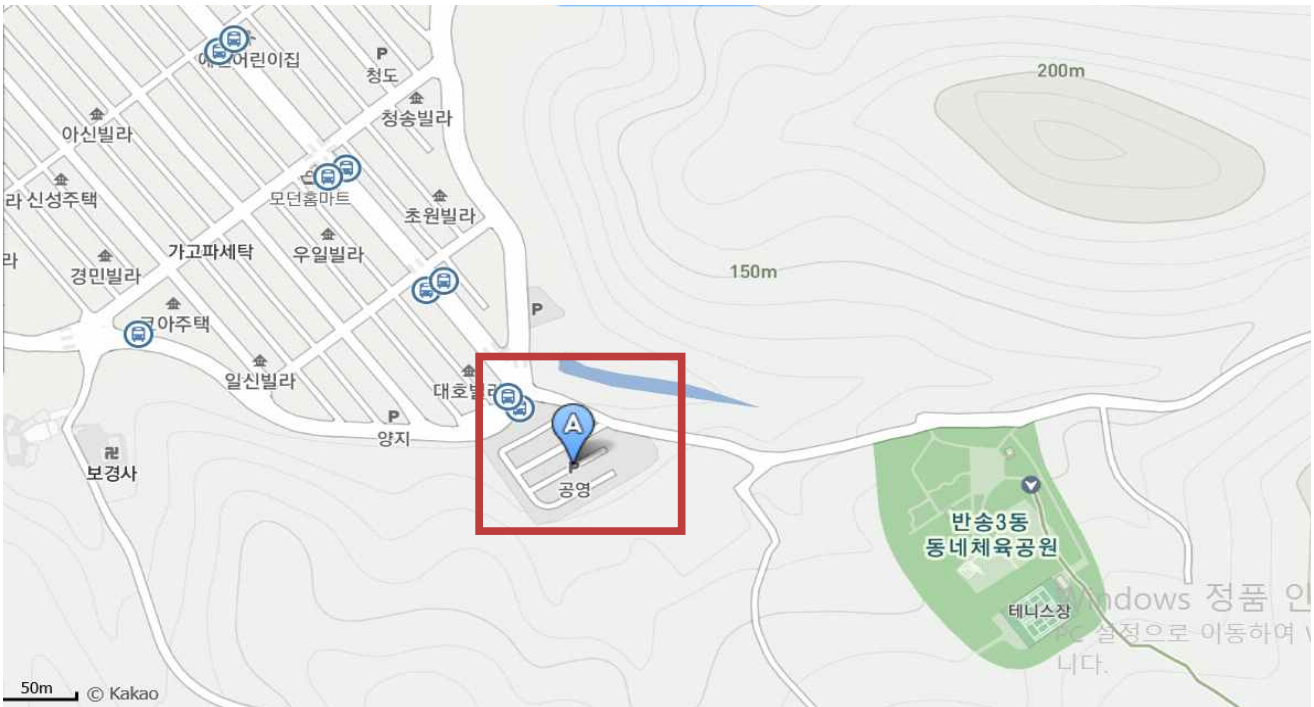 어린이집
P
청도
청송빌라
200m
아신빌라
라 신성주택
모던홈마트
초원빌라
가고파세탁
우일빌라
라
경민빌라
150m
P
아주택
일신빌라
대호빌라
P
양지
A
P
공영
卍
보경사
반송3동
동네체육공원
테니스장
Windows 정품 인
PC 설정으로 이동하여 W
니다.
50m
© Kakao